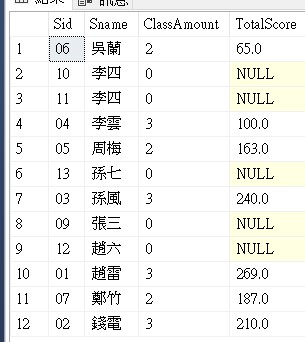 結果 訊息
Sid Sname ClassAmount TotalScore
1 06 吳蘭 2 65.0
2 10 李四 0 NULL
3 11 李四 0 NULL
4 04 李雲 3 100.0
5 05 周梅 2 163.0
6 13 孫七 0 NULL
7 03 孫風 3 240.0
8 09 張三 0 NULL
9 12 趙六 0 NULL
10 01 趙雷 3 269.0
11 07 鄭竹 2 187.0
12 02 錢電 3 210.0